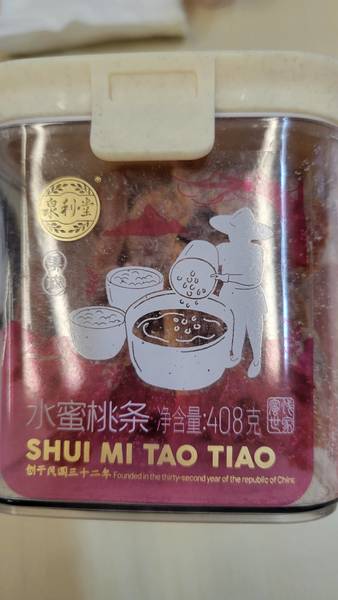 泉利堂
®
水蜜桃条 净含量:408克
SHUI MI TAO TIAO
创于民国三十二年 Founded in the thirty-second year of the republic of China